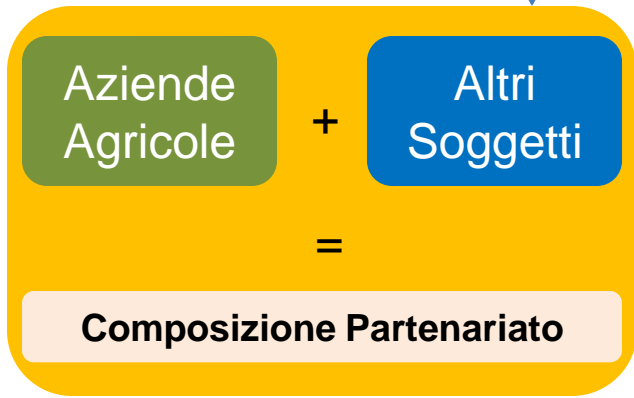 Aziende
Agricole
+
Altri
Soggetti
=
Composizione Partenariato